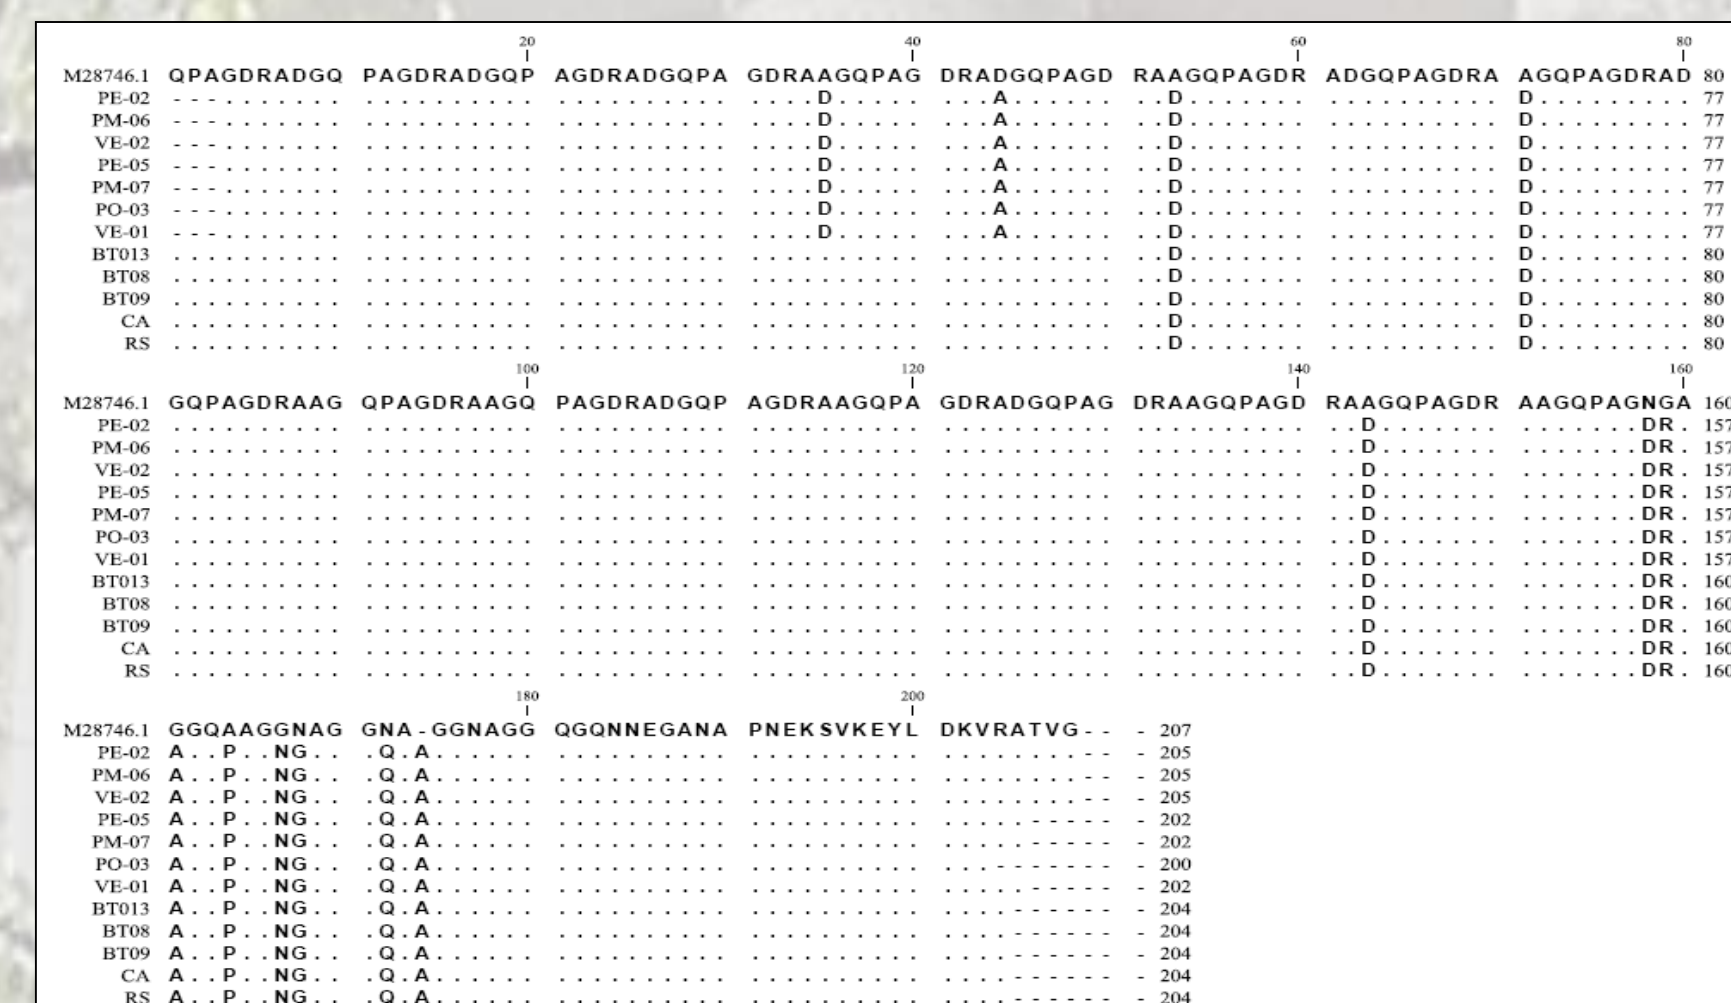 20 40 60 80
M28746.1 QPAGDRADGQ PAGDRADGQP AGDRADGQPA GDRAAGQPAG DRADGQPAGD RAAGQPAGDR ADGQPAGDRA AGQPAGDRAD 80
PE-02 ---....... .......... .......... ....D..... ...A...... ..D....... .......... D......... 77
PM-06 ---....... .......... .......... ....D..... ...A...... ..D....... .......... D......... 77
VE-02 ---....... .......... .......... ....D..... ...A...... ..D....... .......... D......... 77
PE-05 ---....... .......... .......... ....D..... ...A...... ..D....... .......... D......... 77
PM-07 ---....... .......... .......... ....D..... ...A...... ..D....... .......... D......... 77
PO-03 ---....... .......... .......... ....D..... ...A...... ..D....... .......... D......... 77
VE-01 ---....... .......... .......... ....D..... ...A...... ..D....... .......... D......... 77
BT013 .......... .......... .......... .......... .......... ..D....... .......... D......... 80
BT08 .......... .......... .......... .......... .......... ..D....... .......... D......... 80
BT09 .......... .......... .......... .......... .......... ..D....... .......... D......... 80
CA .......... .......... .......... .......... .......... ..D....... .......... D......... 80
RS .......... .......... .......... .......... .......... ..D....... .......... D......... 80
100 120 140 160
M28746.1 GQPAGDRAAG QPAGDRAAGQ PAGDRADGQP AGDRAAGQPA GDRADGQPAG DRAAGQPAGD RAAGQPAGDR AAGQPAGNGA 160
PE-02 .......... .......... .......... .......... .......... .......... ..D....... .......DR. 157
PM-06 .......... .......... .......... .......... .......... .......... ..D....... .......DR. 157
VE-02 .......... .......... .......... .......... .......... .......... ..D....... .......DR. 157
PE-05 .......... .......... .......... .......... .......... .......... ..D....... .......DR. 157
PM-07 .......... .......... .......... .......... .......... .......... ..D....... .......DR. 157
PO-03 .......... .......... .......... .......... .......... .......... ..D....... .......DR. 157
VE-01 .......... .......... .......... .......... .......... .......... ..D....... .......DR. 157
BT013 .......... .......... .......... .......... .......... .......... ..D....... .......DR. 160
BT08 .......... .......... .......... .......... .......... .......... ..D....... .......DR. 160
BT09 .......... .......... .......... .......... .......... .......... ..D....... .......DR. 160
CA .......... .......... .......... .......... .......... .......... ..D....... .......DR. 160
RS .......... .......... .......... .......... .......... .......... ..D....... .......DR. 160
180 200
M28746.1 GGQAAGGNAG GNA-GGNAGG QGQNNEGANA PNEKSVKEYL DKVRATVG-- - 207
PE-02 A..P..NG.. .Q.A...... .......... .......... ........-- - 205
PM-06 A..P..NG.. .Q.A...... .......... .......... ........-- - 205
VE-02 A..P..NG.. .Q.A...... .......... .......... ........-- - 205
PE-05 A..P..NG.. .Q.A...... .......... .......... .....----- - 202
PM-07 A..P..NG.. .Q.A...... .......... .......... .....----- - 202
PO-03 A..P..NG.. .Q.A...... .......... .......... ...------- - 200
VE-01 A..P..NG.. .Q.A...... .......... .......... .....----- - 202
BT013 A..P..NG.. .Q.A...... .......... .......... ....------ - 204
BT08 A..P..NG.. .Q.A...... .......... .......... ....------ - 204
BT09 A..P..NG.. .Q.A...... .......... .......... ....------ - 204
CA A..P..NG.. .Q.A...... .......... .......... ....------ - 204
RS A..P..NG.. .Q.A...... .......... .......... ....------ - 204